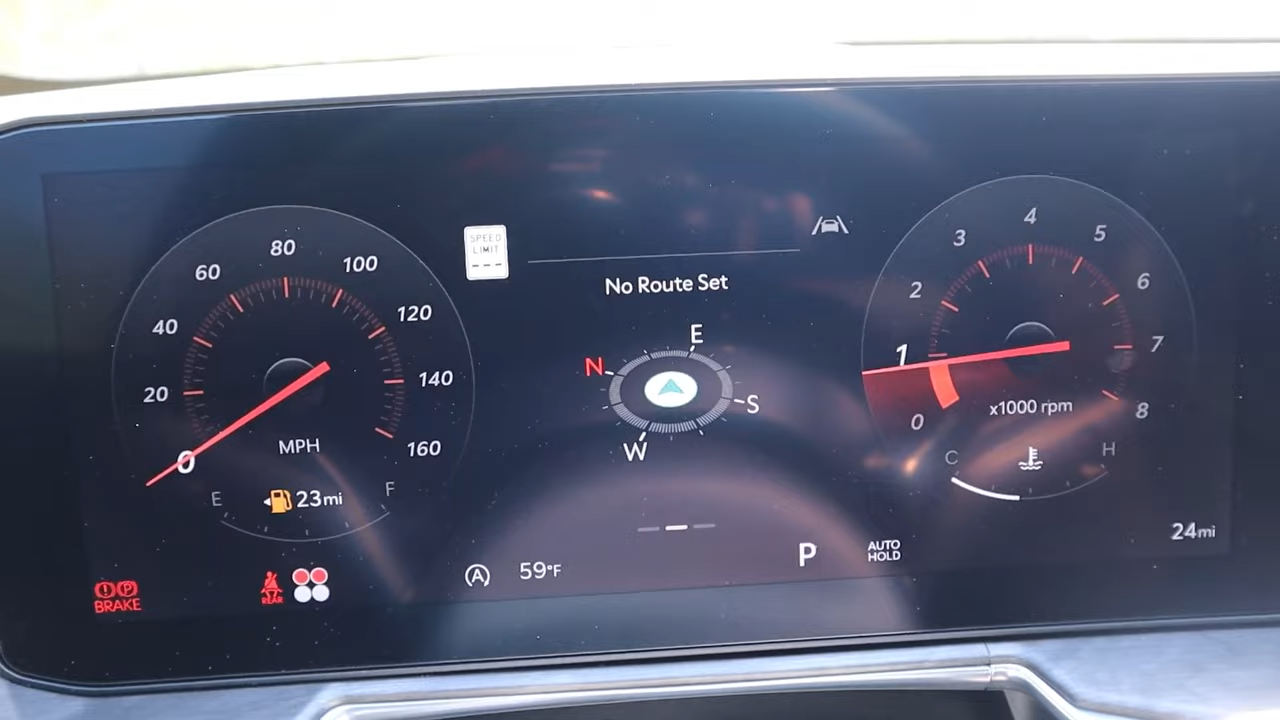 80
60
100
40
120
20
140
0
160
MPH
E
F
23mi
SPEED
LIMIT
---
No Route Set
E
N
S
W
4
3
5
2
6
1
7
0
8
x1000 rpm
C
H
24mi
P
AUTO
HOLD
A
59°F
! P
BRAKE
REAR